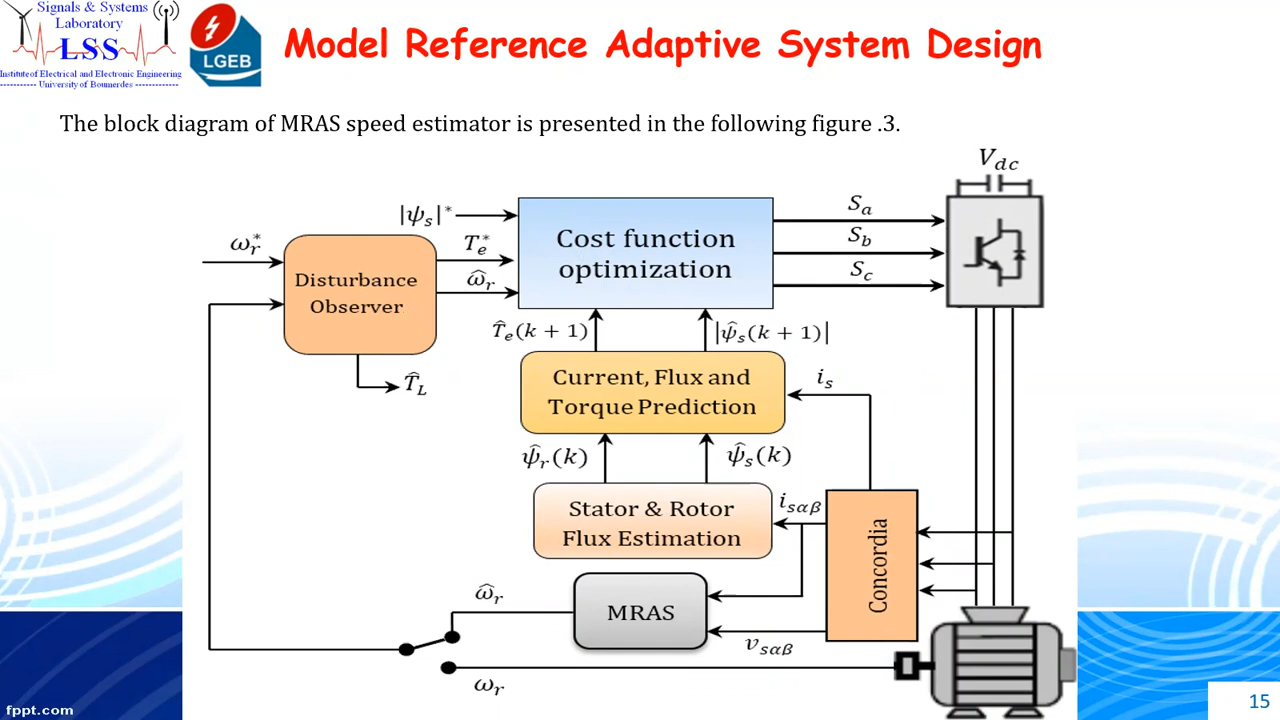 Signals & Systems
Laboratory
LSS
Institute of Electrical and Electronic Engineering
----------- University of Boumerdes -------------
LGEB
Model Reference Adaptive System Design
The block diagram of MRAS speed estimator is presented in the following figure .3.
V_dc
|ψ_s|*
S_a
ω_r*
T_e*
Cost function
optimization
S_b
Disturbance
Observer
ω̂_r
S_c
T̂_e(k + 1)
|ψ̂_s(k + 1)|
T̂_L
Current, Flux and
Torque Prediction
i_s
ψ̂_r(k)
ψ̂_s(k)
Stator & Rotor
Flux Estimation
i_sαβ
Concordia
ω̂_r
MRAS
v_sαβ
ω_r
fppt.com
15